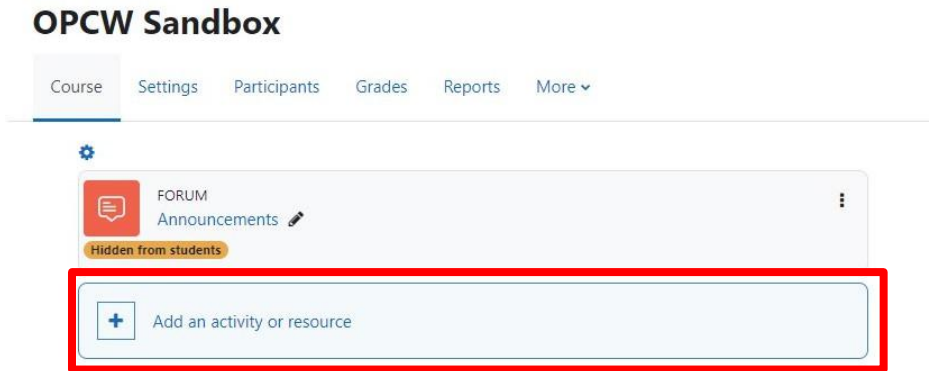 OPCW Sandbox
Course Settings Participants Grades Reports More
FORUM
Announcements
Hidden from students
Add an activity or resource